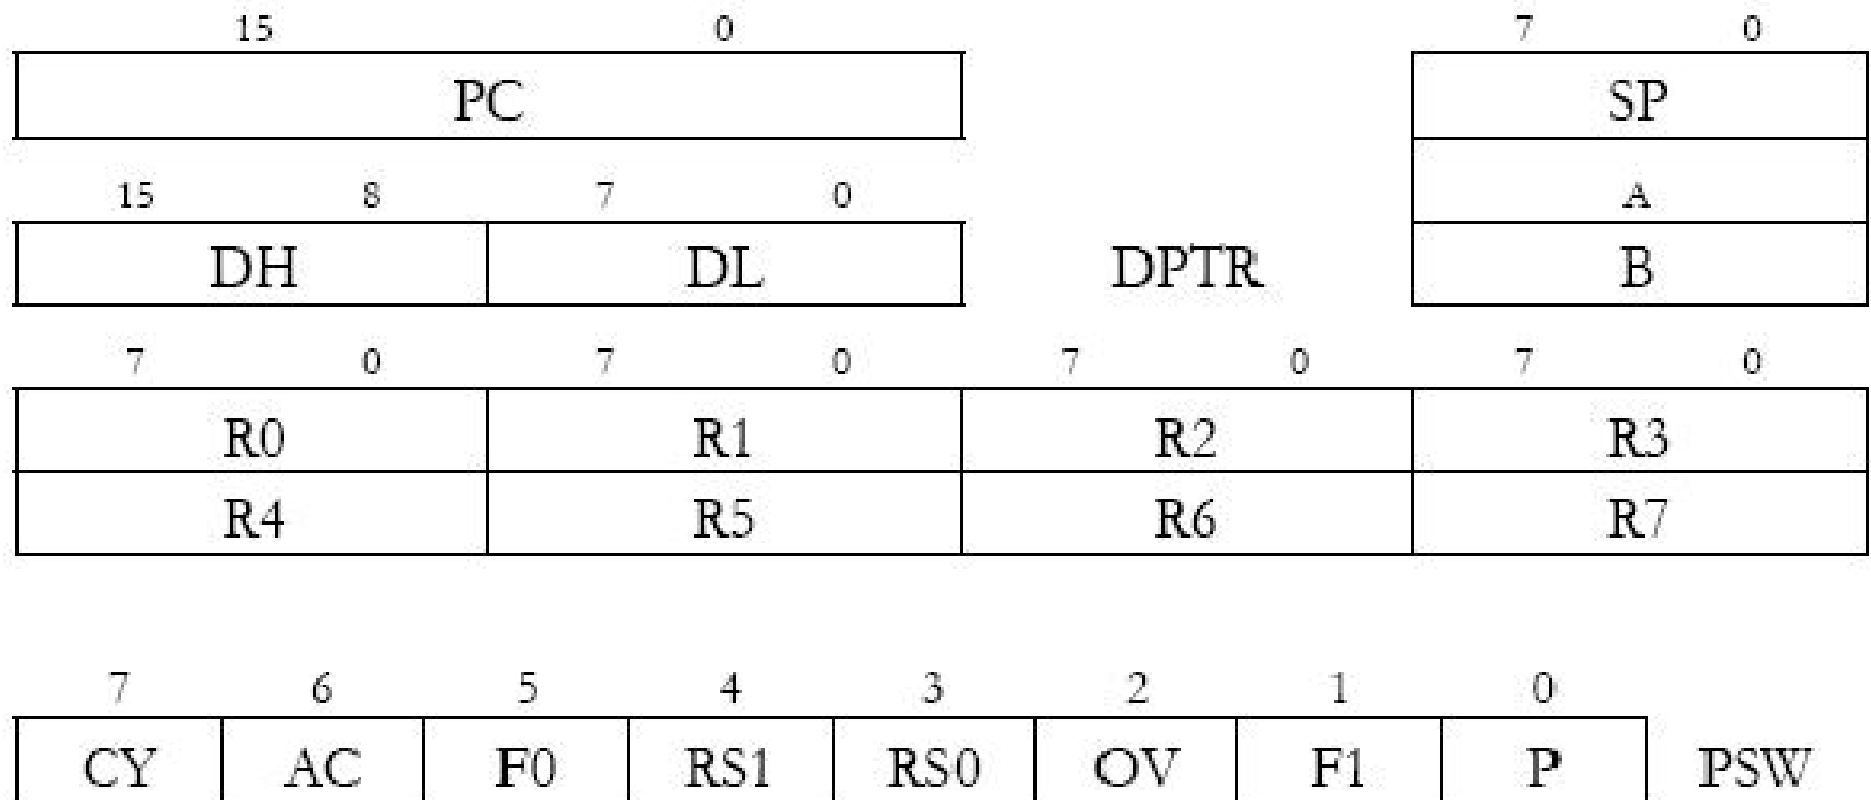 15 0 7 0
PC SP
15 8 7 0 A
DH DL DPTR B
7 0 7 0 7 0 7 0
R0 R1 R2 R3
R4 R5 R6 R7
7 6 5 4 3 2 1 0
CY AC F0 RS1 RS0 OV F1 P PSW